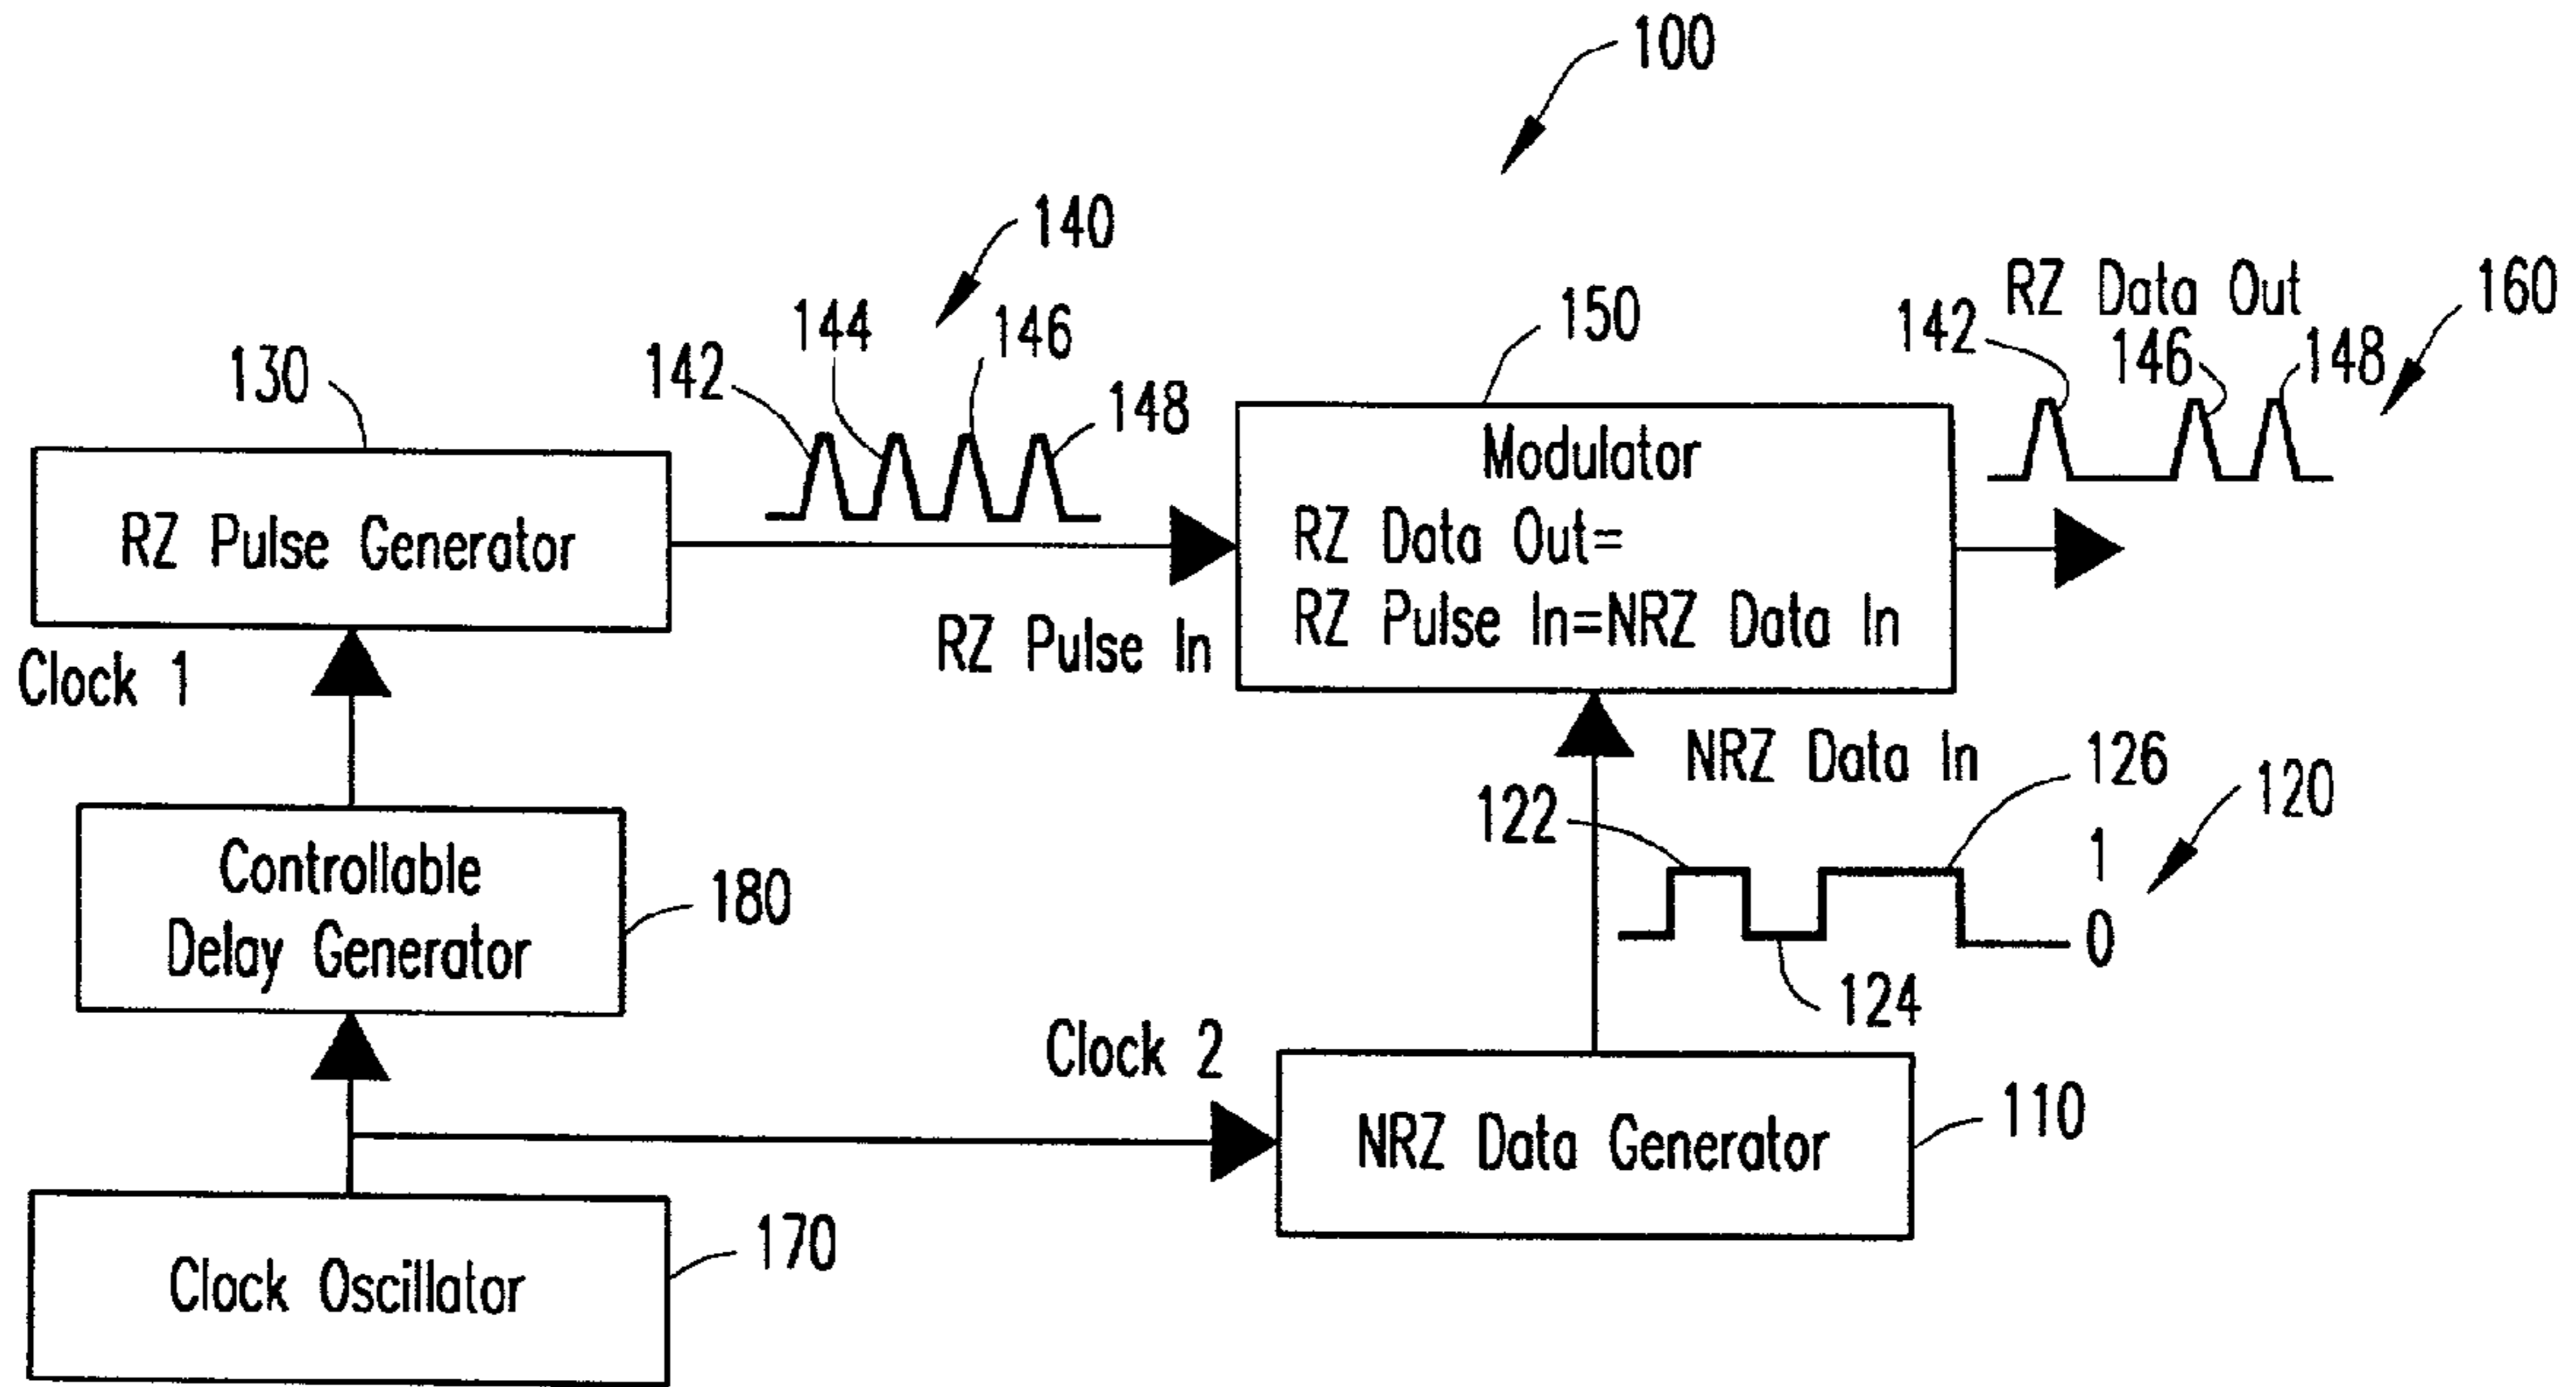 100
140
144
146
142
148
130
RZ Pulse Generator
Clock 1
RZ Pulse In
150
Modulator
RZ Data Out=
RZ Pulse In=NRZ Data In
RZ Data Out
160
142
146
148
NRZ Data In
126
122
120
1
0
124
Controllable
Delay Generator
180
Clock 2
NRZ Data Generator
110
Clock Oscillator
170